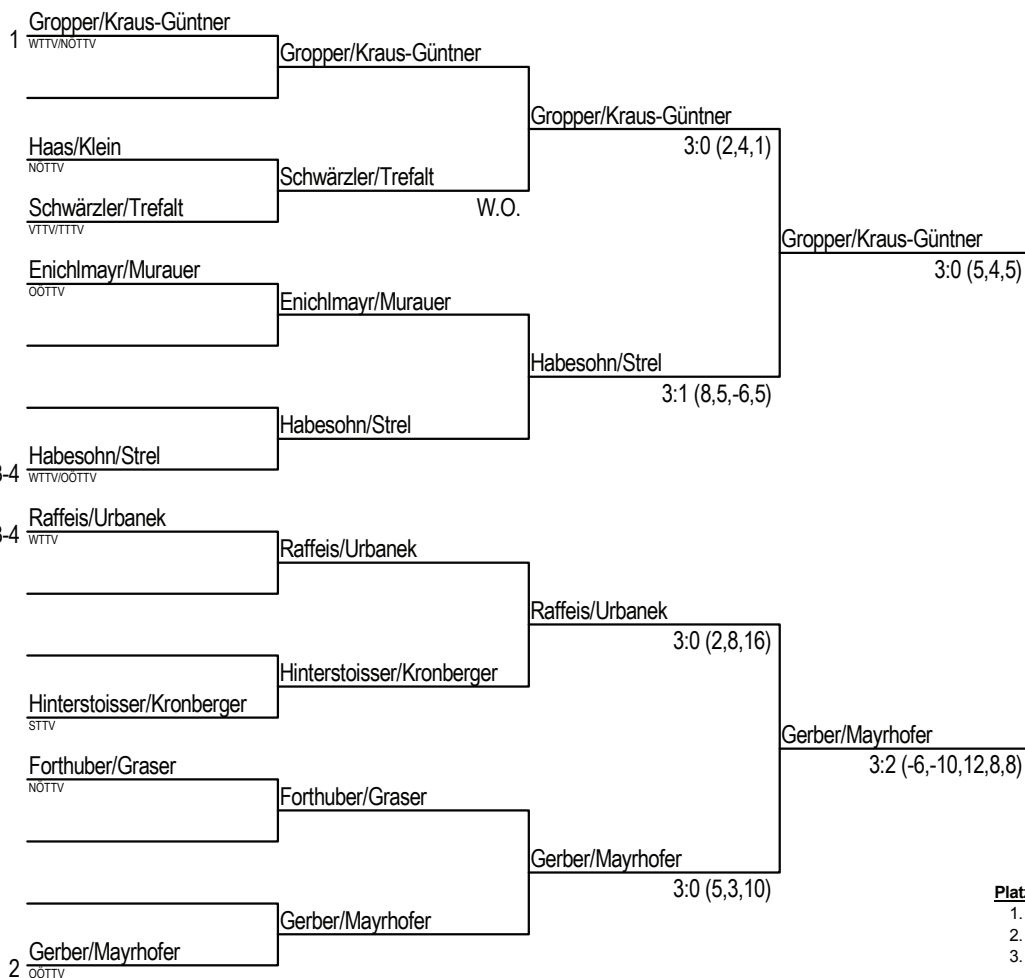 Gropper/Kraus-Güntner
1
WTTV/NÖTTV
Gropper/Kraus-Güntner
Gropper/Kraus-Güntner
3:0 (2,4,1)
Haas/Klein
NÖTTV
Schwärzler/Trefalt
W.O.
Schwärzler/Trefalt
VTTV/TTTV
Gropper/Kraus-Güntner
3:0 (5,4,5)
Enichlmayr/Murauer
OÖTTV
Enichlmayr/Murauer
Habesohn/Strel
3:1 (8,5,-6,5)
Habesohn/Strel
Habesohn/Strel
3-4
WTTV/OÖTTV
Raffeis/Urbanek
3-4
WTTV
Raffeis/Urbanek
Raffeis/Urbanek
3:0 (2,8,16)
Hinterstoisser/Kronberger
Hinterstoisser/Kronberger
STTV
Gerber/Mayrhofer
3:2 (-6,-10,12,8,8)
Forthuber/Graser
NÖTTV
Forthuber/Graser
Gerber/Mayrhofer
3:0 (5,3,10)
Gerber/Mayrhofer
Gerber/Mayrhofer
2
OÖTTV
Plat
1.
2.
3.